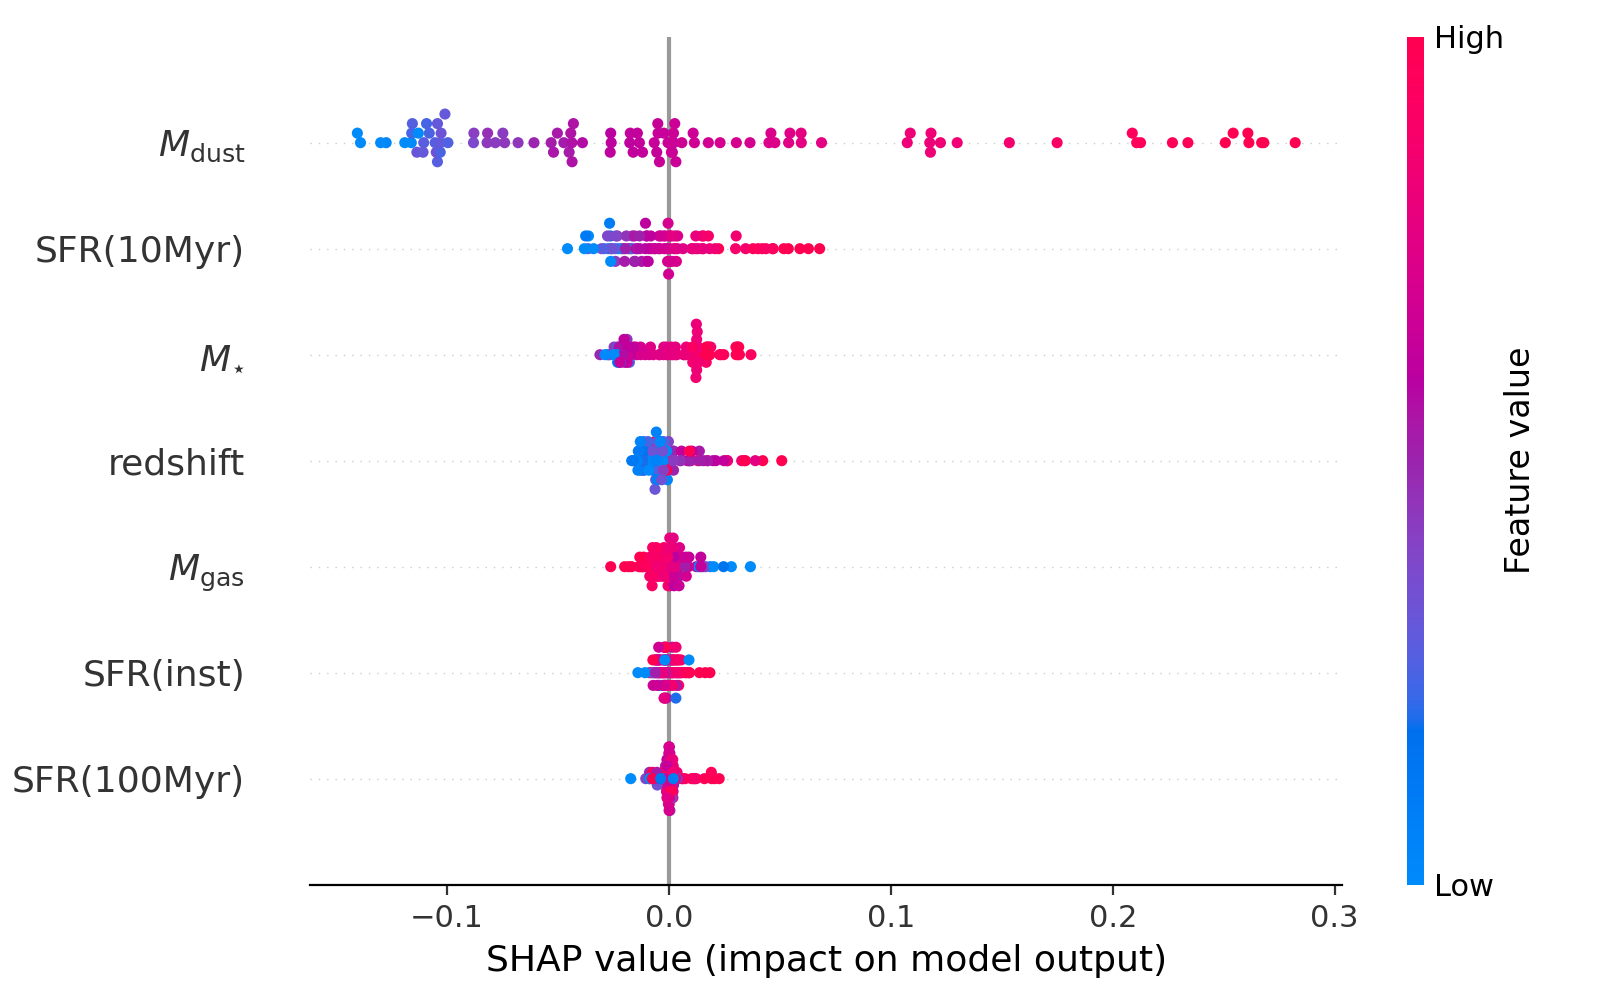 High
M_dust
SFR(10Myr)
M_⋆
redshift
M_gas
SFR(inst)
SFR(100Myr)
Feature value
Low
−0.1 0.0 0.1 0.2 0.3
SHAP value (impact on model output)